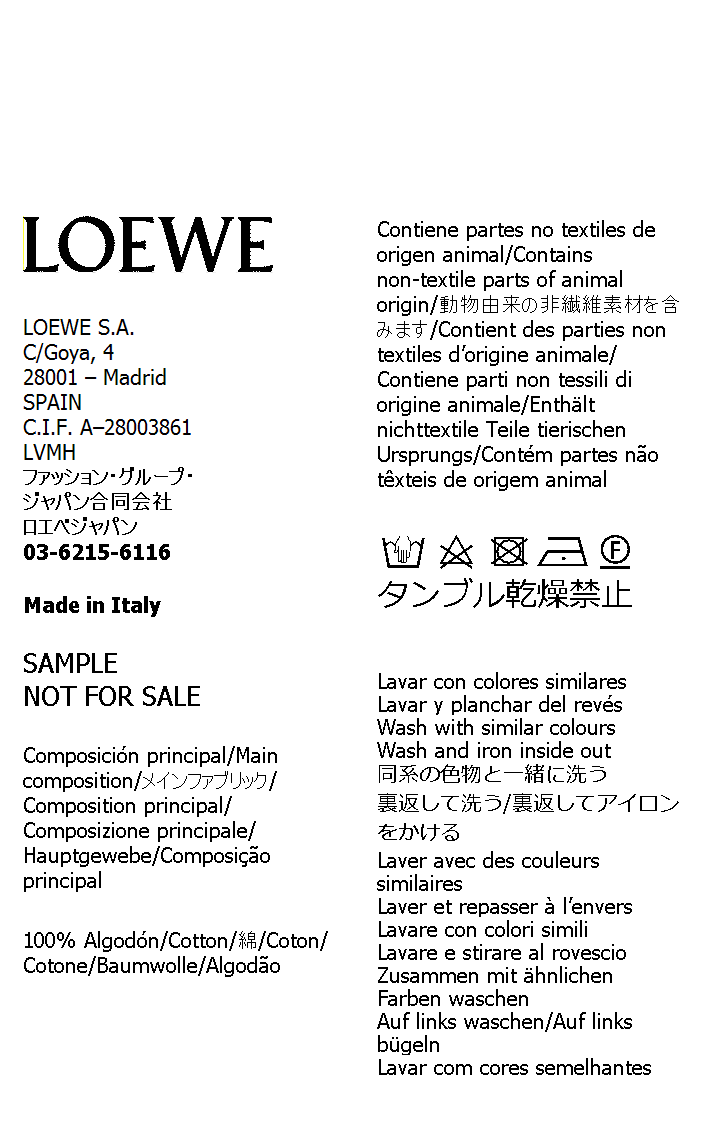 LOEWE
LOEWE S.A.
C/Goya, 4
28001 – Madrid
SPAIN
C.I.F. A–28003861
LVMH
ファッション・グループ・
ジャパン合同会社
ロエベジャパン
03-6215-6116
Made in Italy
SAMPLE
NOT FOR SALE
Composición principal/Main
composition/メインファブリック/
Composition principal/
Composizione principale/
Hauptgewebe/Composição
principal
100% Algodón/Cotton/綿/Coton/
Cotone/Baumwolle/Algodão
Contiene partes no textiles de
origen animal/Contains
non-textile parts of animal
origin/動物由来の非繊維素材を含
みます/Contient des parties non
textiles d’origine animale/
Contiene parti non tessili di
origine animale/Enthält
nichttextile Teile tierischen
Ursprungs/Contém partes não
têxteis de origem animal
F
タンブル乾燥禁止
Lavar con colores similares
Lavar y planchar del revés
Wash with similar colours
Wash and iron inside out
同系の色物と一緒に洗う
裏返して洗う/裏返してアイロン
をかける
Laver avec des couleurs
similaires
Laver et repasser à l’envers
Lavare con colori simili
Lavare e stirare al rovescio
Zusammen mit ähnlichen
Farben waschen
Auf links waschen/Auf links
bügeln
Lavar com cores semelhantes